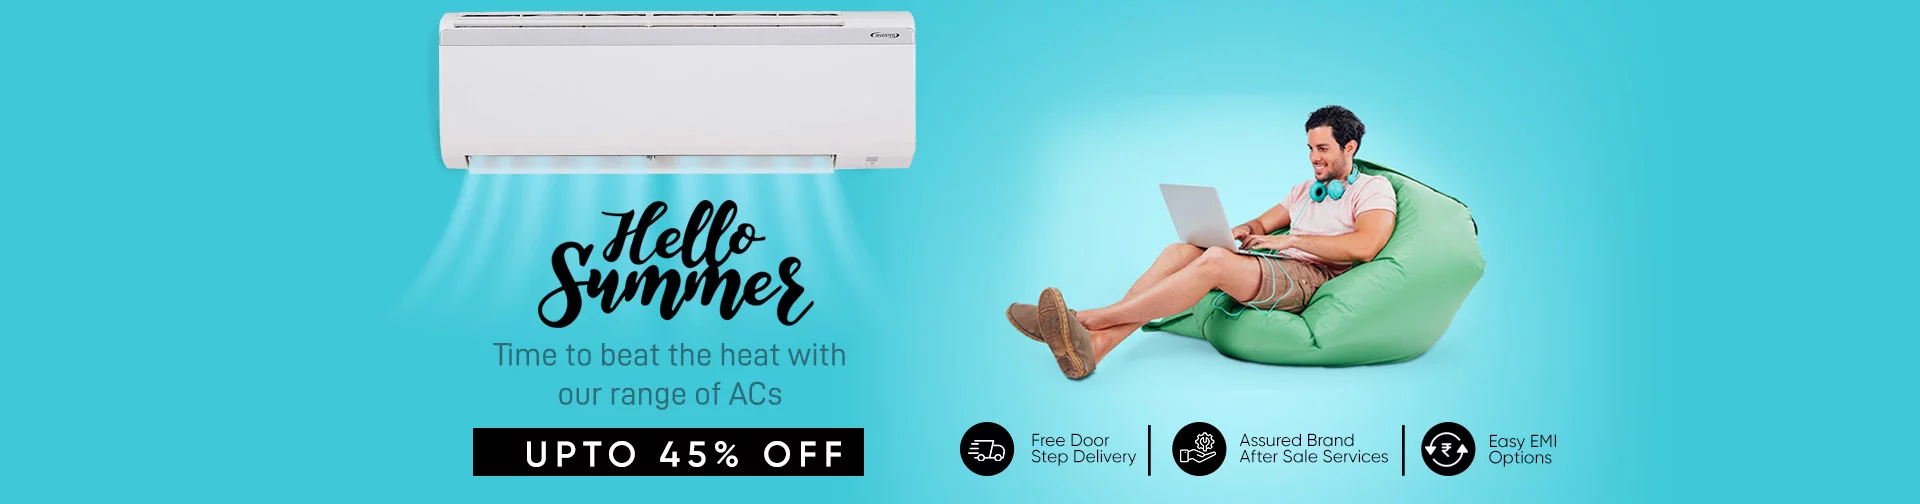 INVERTER
Hello
Summer
Time to beat the heat with
our range of ACs
UPTO 45% OFF
Free Door
Step Delivery
Assured Brand
After Sale Services
₹
Easy EMI
Options